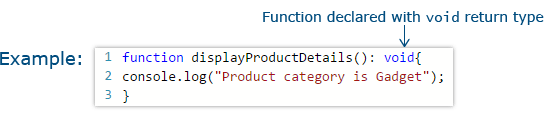 Function declared with void return type
Example:
1 function displayProductDetails(): void{
2 console.log("Product category is Gadget");
3 }